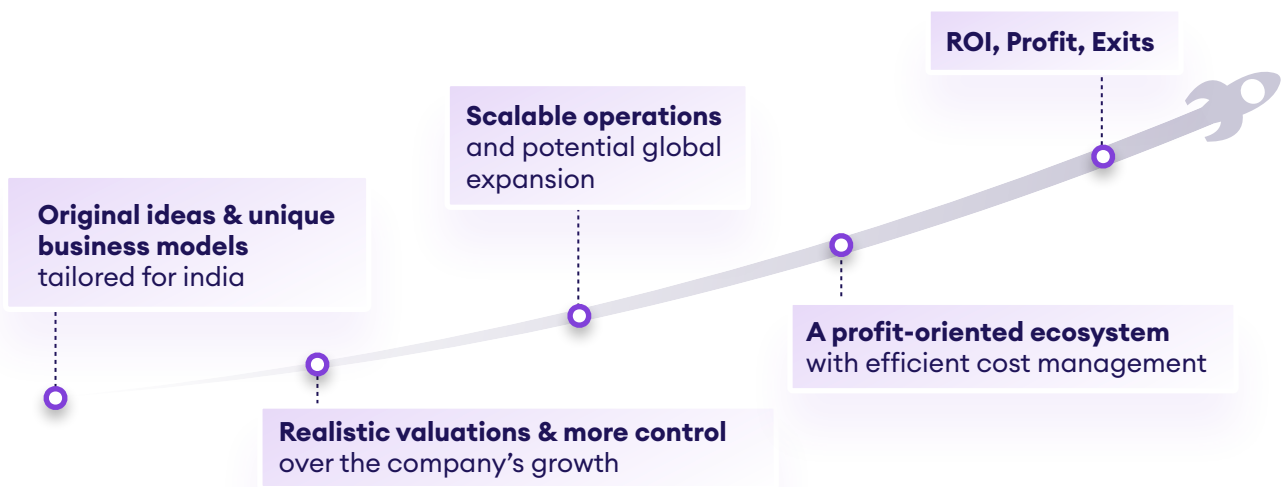 Original ideas & unique
business models
tailored for india
Realistic valuations & more control
over the company’s growth
Scalable operations
and potential global
expansion
A profit-oriented ecosystem
with efficient cost management
ROI, Profit, Exits